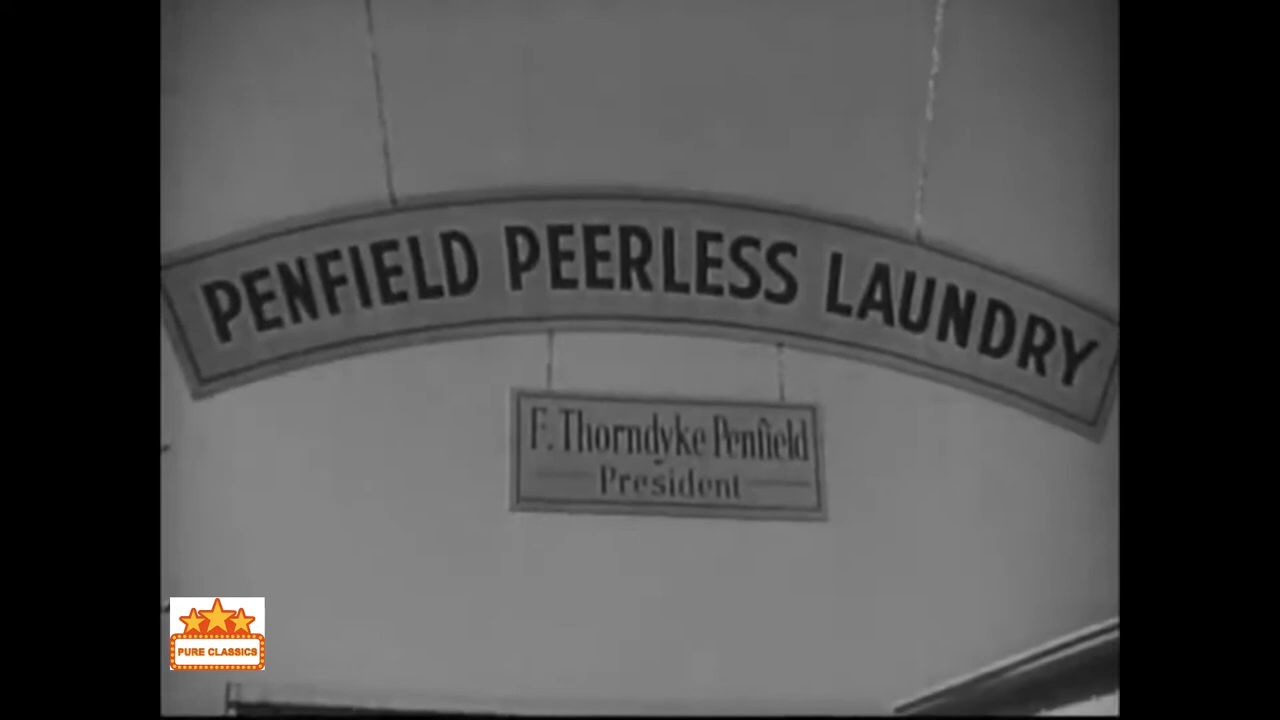 PENFIELD PEERLESS LAUNDRY
F. Thorndyke Penfield
President
PURE CLASSICS